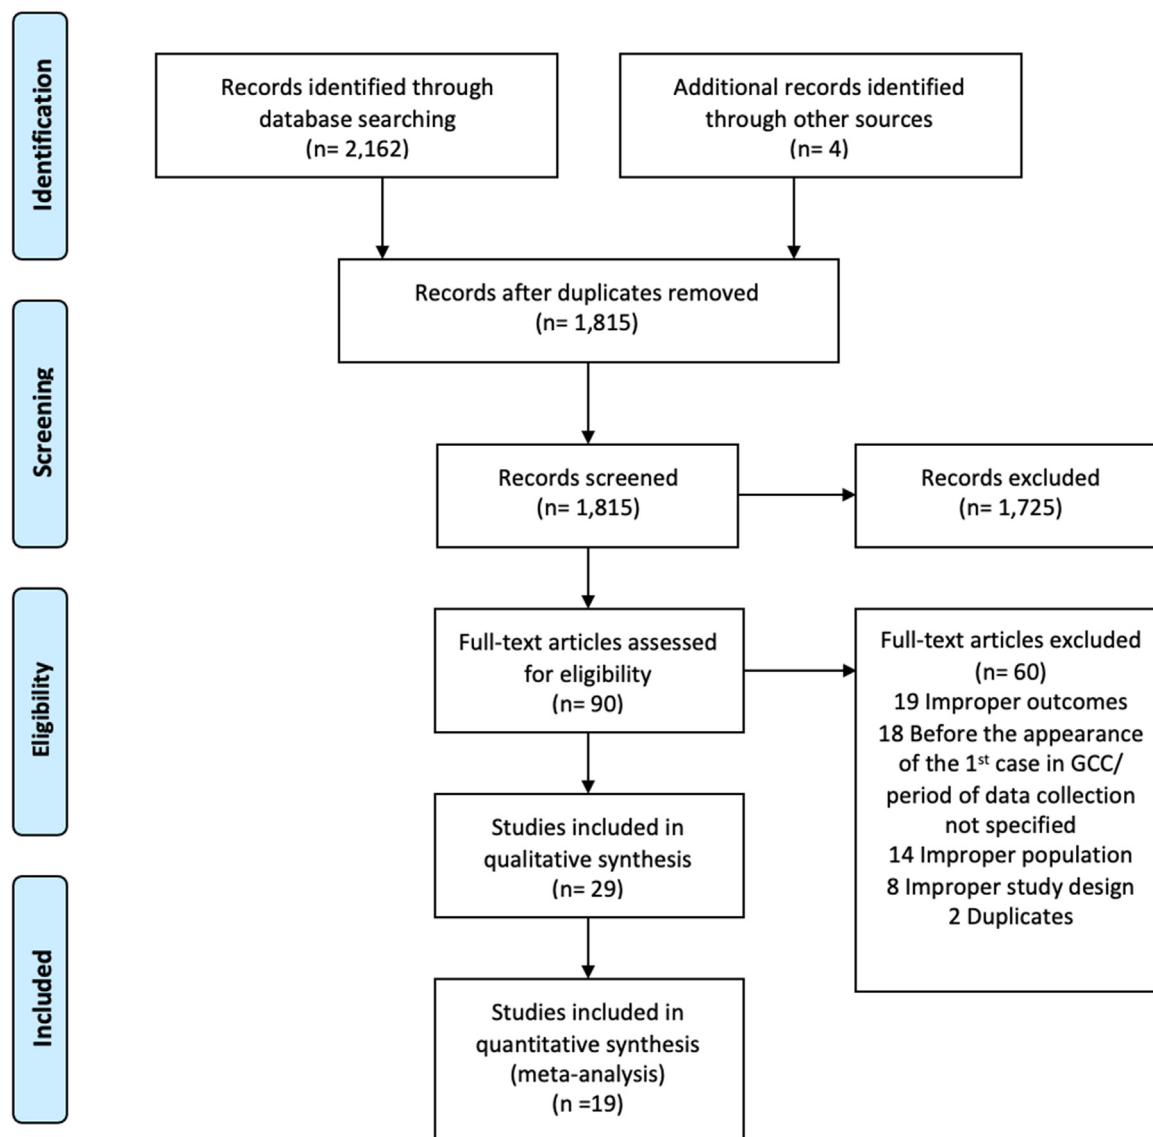 Identification
Records identified through
database searching
(n= 2,162)
Additional records identified
through other sources
(n= 4)
Records after duplicates removed
(n= 1,815)
Screening
Records screened
(n= 1,815)
Records excluded
(n= 1,725)
Eligibility
Full-text articles assessed
for eligibility
(n= 90)
Full-text articles excluded
(n= 60)
19 Improper outcomes
18 Before the appearance
of the 1st case in GCC/
period of data collection
not specified
14 Improper population
8 Improper study design
2 Duplicates
Studies included in
qualitative synthesis
(n= 29)
Included
Studies included in
quantitative synthesis
(meta-analysis)
(n =19)